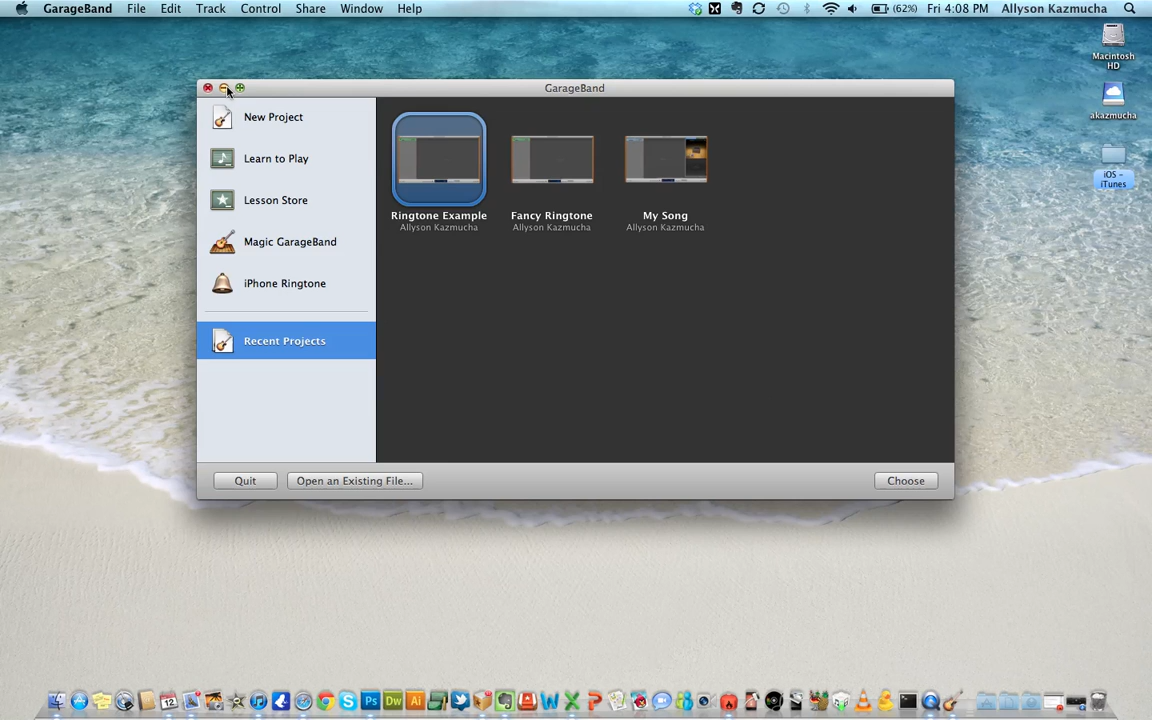 GarageBand File Edit Track Control Share Window Help (62%) Fri 4:08 PM Allyson Kazmucha
Macintosh HD
akazmucha
iOS - iTunes
GarageBand
New Project
Learn to Play
Lesson Store
Magic GarageBand
iPhone Ringtone
Recent Projects
Ringtone Example Fancy Ringtone My Song
Allyson Kazmucha Allyson Kazmucha Allyson Kazmucha
Quit Open an Existing File... Choose